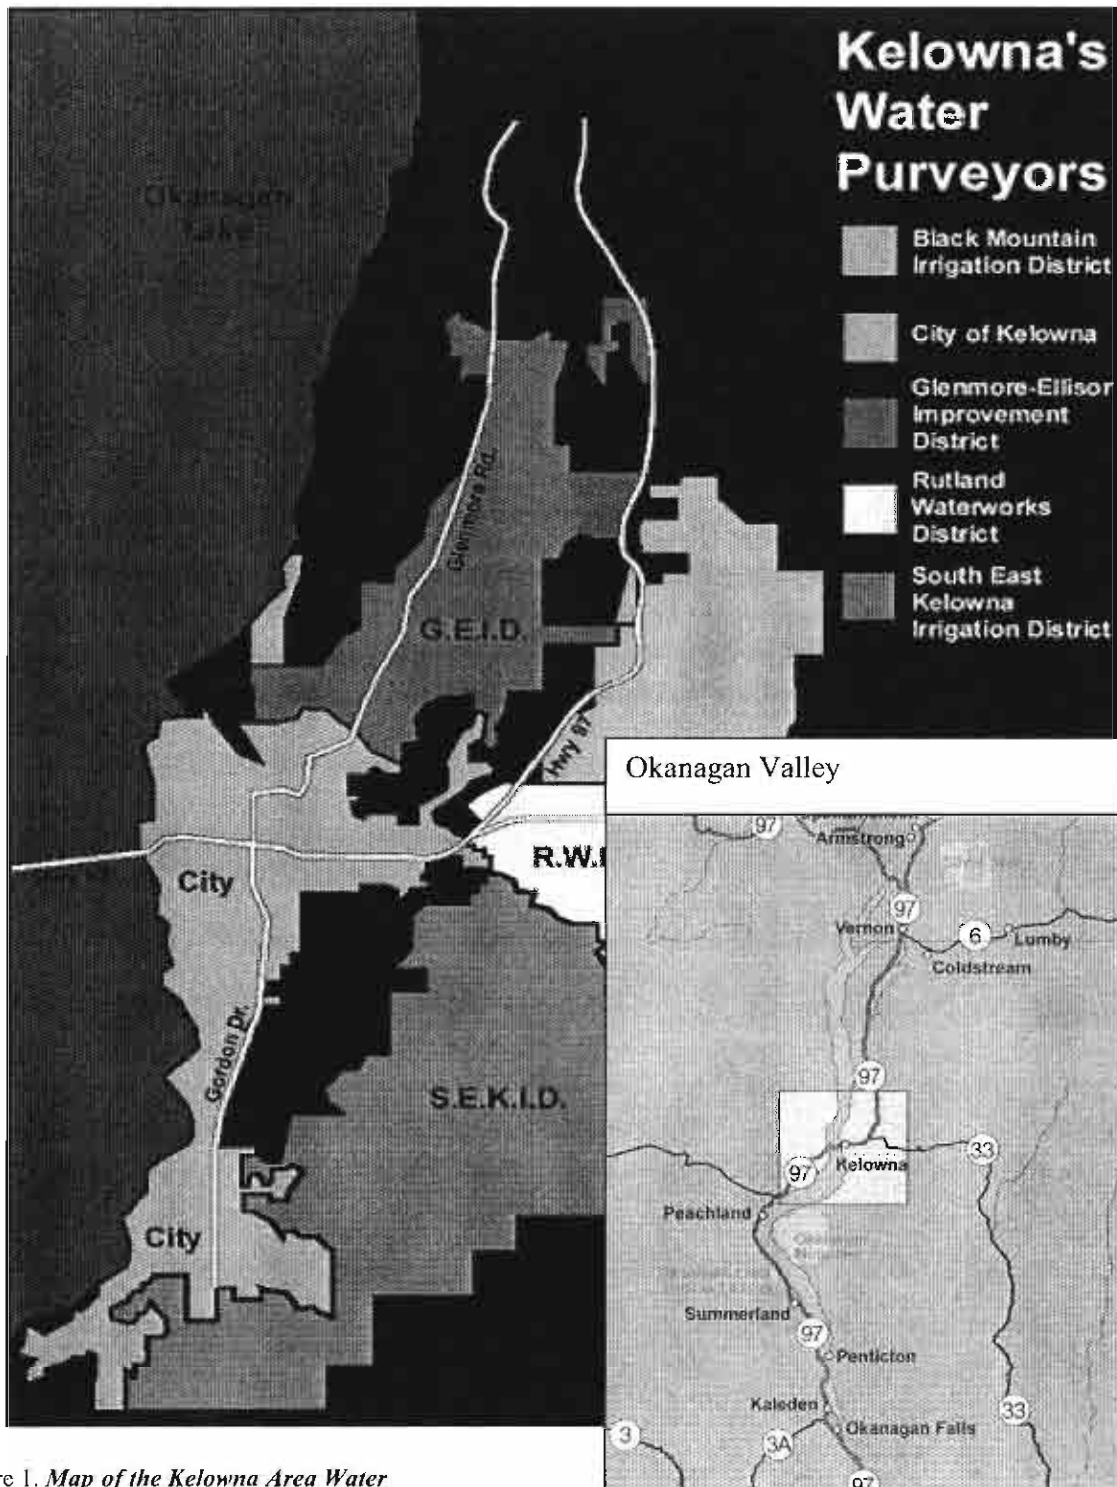 Kelowna's
Water
Purveyors
Black Mountain
Irrigation District
City of Kelowna
Glenmore-Ellison
Improvement
District
Rutland
Waterworks
District
South East
Kelowna
Irrigation District
Okanagan
Lake
Glenmore Rd.
G.E.I.D.
Hwy 97
R.W.I
City
Gordon Dr.
S.E.K.I.D.
City
Okanagan Valley
97
Armstrong
97
Vernon
6
Lumby
Coldstream
97
Kelowna
33
97
Peachland
Okanagan
Summerland
97
Penticton
Kaleden
33
Okanagan Falls
3
3A
97
re 1. Map of the Kelowna Area Water